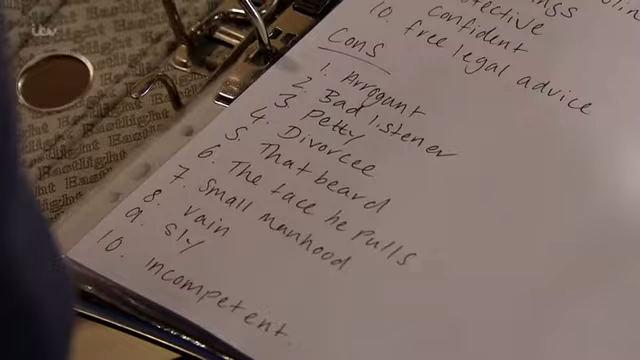 itv
Eastlight Eastlight
Eastlight
Eastlight
Eastlight
10. confident
free legal advice
Cons
1. Arrogant
2. Bad listener
3 Petty
4. Divorcee
5. That beard
6. The face he pulls
7. Small manhood
8. Vain
9. Sly
10. incompetent.